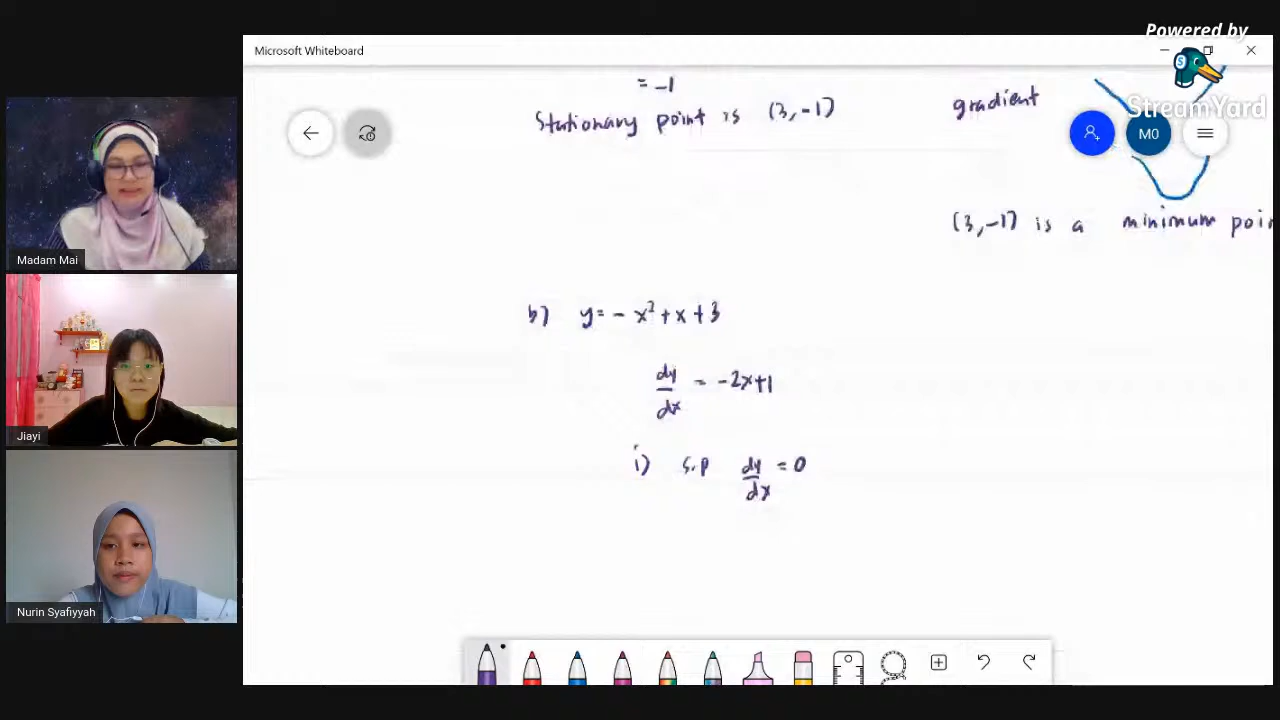 Powered by
StreamYard
Microsoft Whiteboard
= -1
Stationary point is (3, -1)
gradient
M0
(3, -1) is a minimum poin
b) y = - x² + x + 3
dy/dx = -2x+1
i) s.p dy/dx = 0
Madam Mai
Jiayi
Nurin Syafiyyah